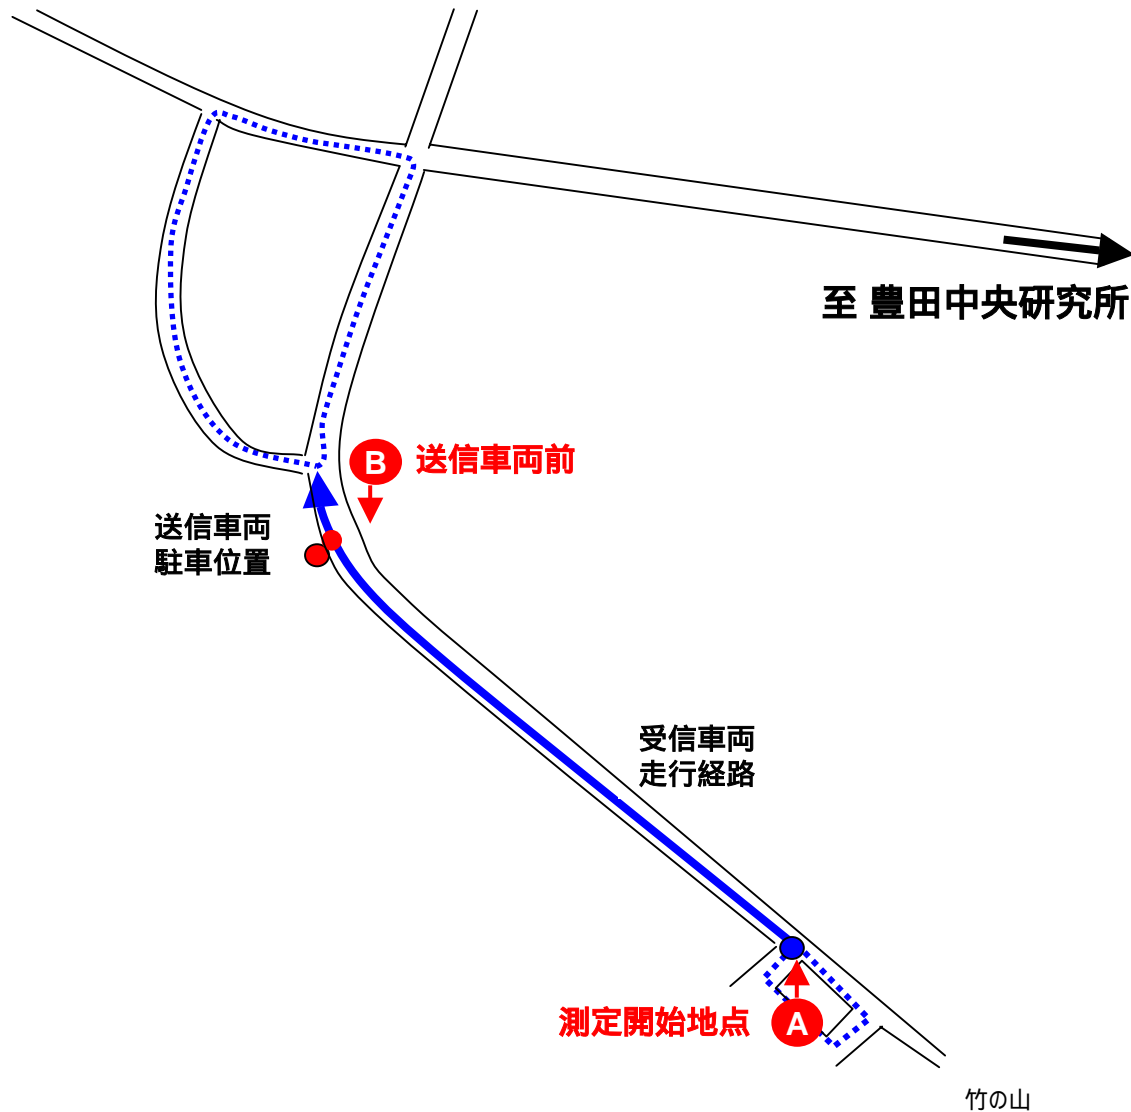 至 豊田中央研究所
B 送信車両前
送信車両
駐車位置
受信車両
走行経路
測定開始地点 A
竹の山